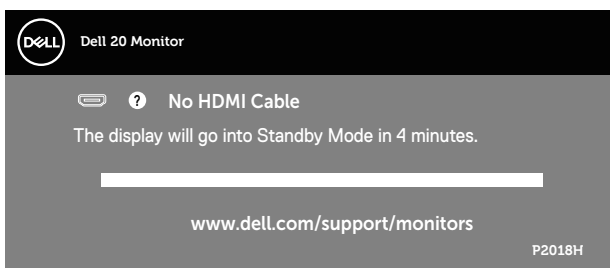 DELL
Dell 20 Monitor
? No HDMI Cable
The display will go into Standby Mode in 4 minutes.
www.dell.com/support/monitors
P2018H